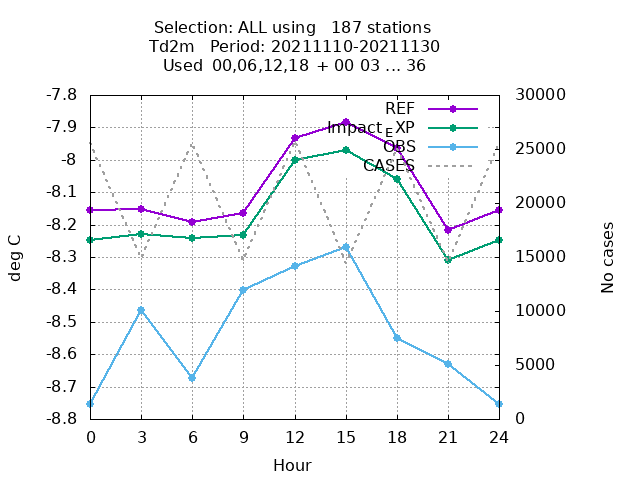 Selection: ALL using   187 stations
Td2m   Period: 20211110-20211130
Used  00,06,12,18 + 00 03 ... 36
REF
Impact_EXP
OBS
CASES
-7.8
-7.9
-8
-8.1
-8.2
-8.3
-8.4
-8.5
-8.6
-8.7
-8.8
30000
25000
20000
15000
10000
5000
0
deg C
No cases
0 3 6 9 12 15 18 21 24
Hour